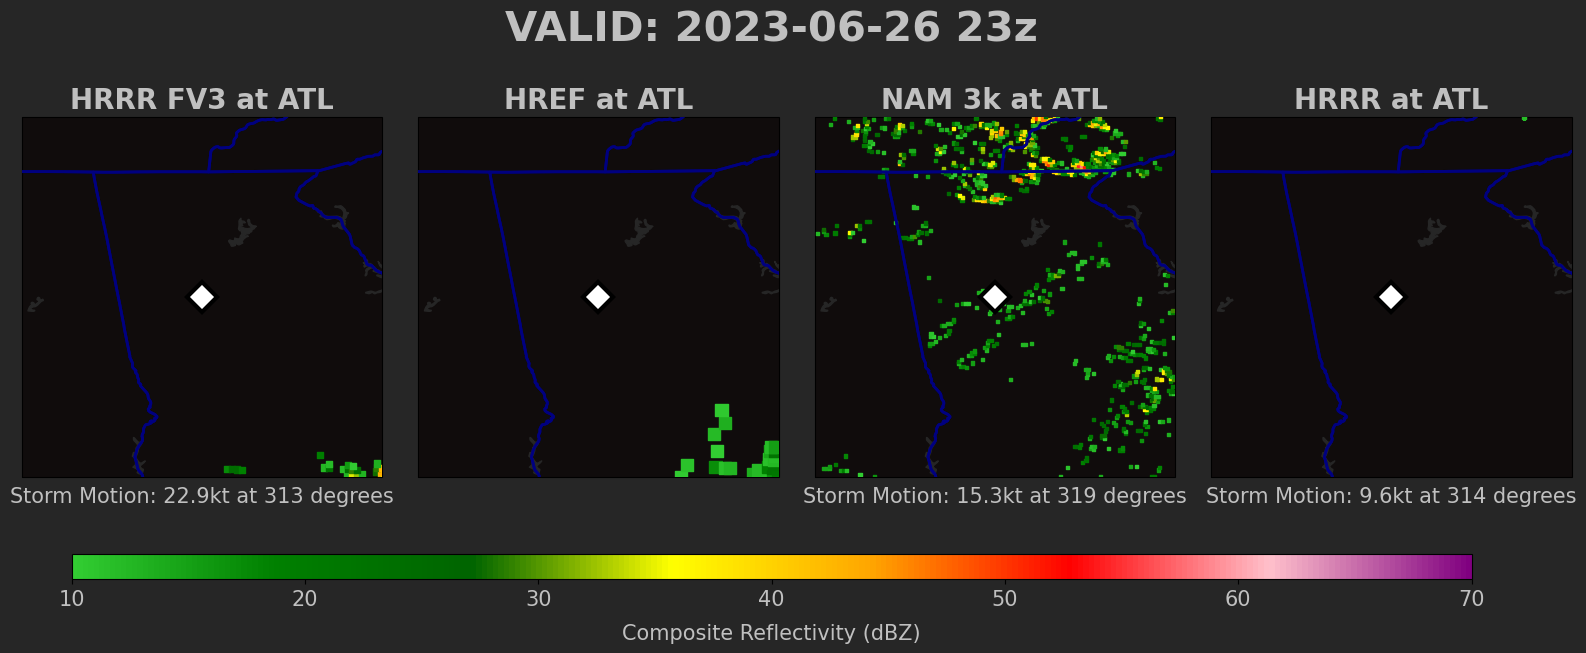 VALID: 2023-06-26 23z
HRRR FV3 at ATL
HREF at ATL
NAM 3k at ATL
HRRR at ATL
Storm Motion: 22.9kt at 313 degrees
Storm Motion: 15.3kt at 319 degrees
Storm Motion: 9.6kt at 314 degrees
10 20 30 40 50 60 70
Composite Reflectivity (dBZ)